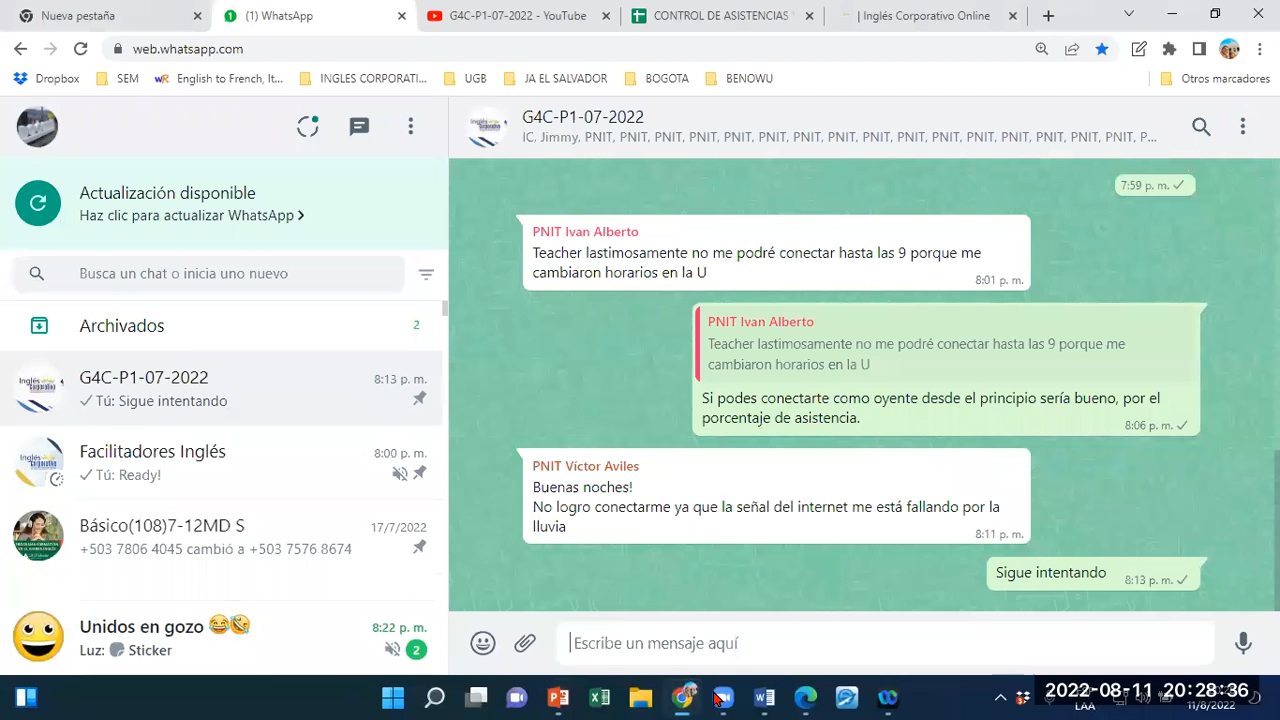 Nueva pestaña
(1) WhatsApp
G4C-P1-07-2022 - YouTube
CONTROL DE ASISTENCIAS
| Inglés Corporativo Online
web.whatsapp.com
Dropbox
SEM
English to French, It...
INGLES CORPORATI...
UGB
JA EL SALVADOR
BOGOTA
BENOWU
Otros marcadores
G4C-P1-07-2022
IC, Jimmy, PNIT, PNIT, PNIT, PNIT, PNIT, PNIT, PNIT, PNIT, PNIT, PNIT, PNIT, PNIT, PNIT, PNIT, PNIT, P...
Actualización disponible
Haz clic para actualizar WhatsApp
Busca un chat o inicia uno nuevo
Archivados
2
G4C-P1-07-2022
8:13 p. m.
Tú: Sigue intentando
Facilitadores Inglés
8:00 p. m.
Tú: Ready!
Básico(108)7-12MD S
17/7/2022
+503 7806 4045 cambió a +503 7576 8674
Unidos en gozo 😂🤣
8:22 p. m.
Luz: Sticker
2
7:59 p. m.
PNIT Ivan Alberto
Teacher lastimosamente no me podré conectar hasta las 9 porque me
cambiaron horarios en la U
8:01 p. m.
PNIT Ivan Alberto
Teacher lastimosamente no me podré conectar hasta las 9 porque me
cambiaron horarios en la U
Si podes conectarte como oyente desde el principio sería bueno, por el
porcentaje de asistencia.
8:06 p. m.
PNIT Víctor Aviles
Buenas noches!
No logro conectarme ya que la señal del internet me está fallando por la
lluvia
8:11 p. m.
Sigue intentando
8:13 p. m.
Escribe un mensaje aquí
2022-08-11 20:28:36
LAA
11/8/2022